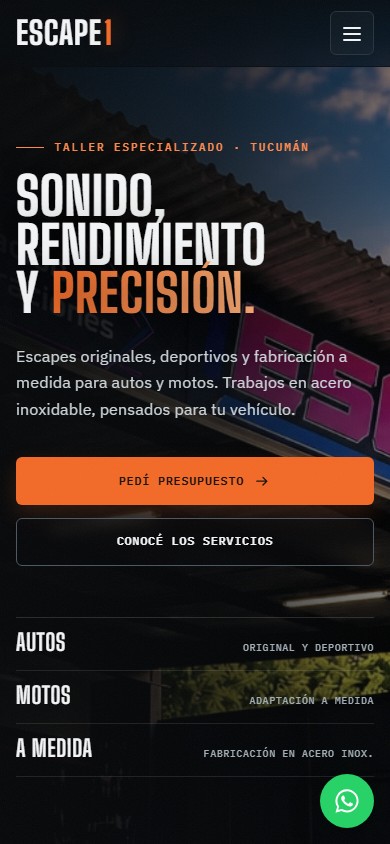 ESCAPE1
TALLER ESPECIALIZADO · TUCUMÁN
SONIDO,
RENDIMIENTO
Y PRECISIÓN.
Escapes originales, deportivos y fabricación a
medida para autos y motos. Trabajos en acero
inoxidable, pensados para tu vehículo.
PEDÍ PRESUPUESTO →
CONOCÉ LOS SERVICIOS
AUTOS ORIGINAL Y DEPORTIVO
MOTOS ADAPTACIÓN A MEDIDA
A MEDIDA FABRICACIÓN EN ACERO INOX.